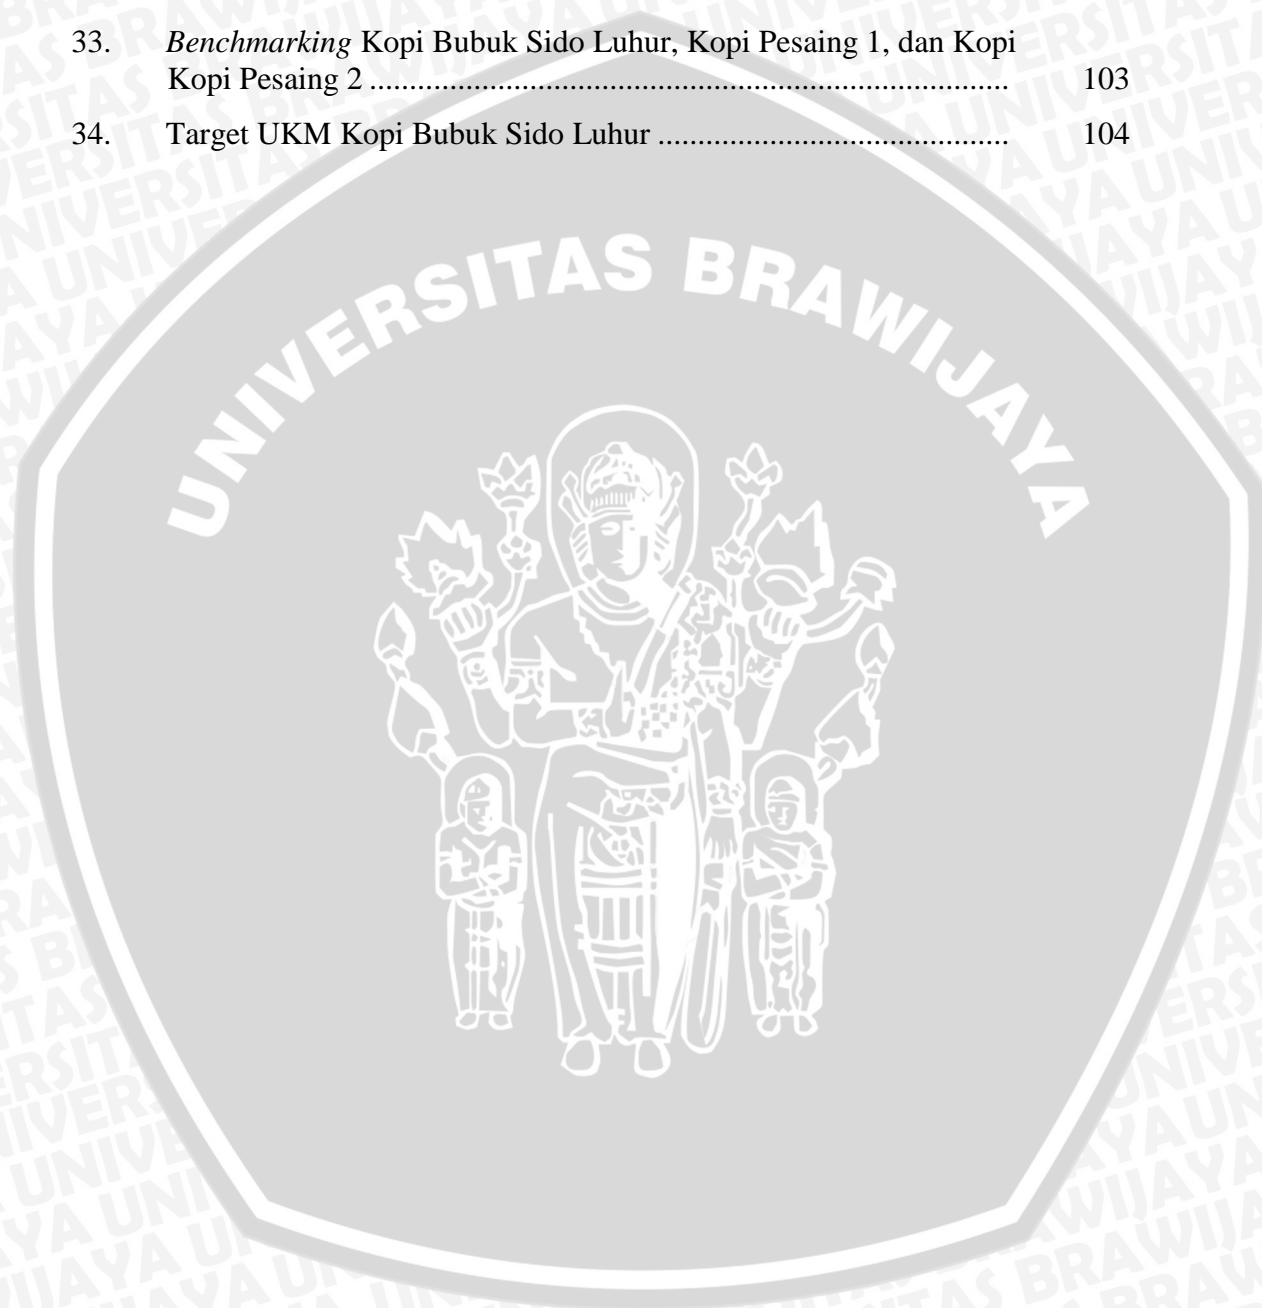 33. Benchmarking Kopi Bubuk Sido Luhur, Kopi Pesaing 1, dan Kopi
Kopi Pesaing 2 ................................................................................ 103
34. Target UKM Kopi Bubuk Sido Luhur ............................................ 104
UNIVERSITAS BRAWIJAYA